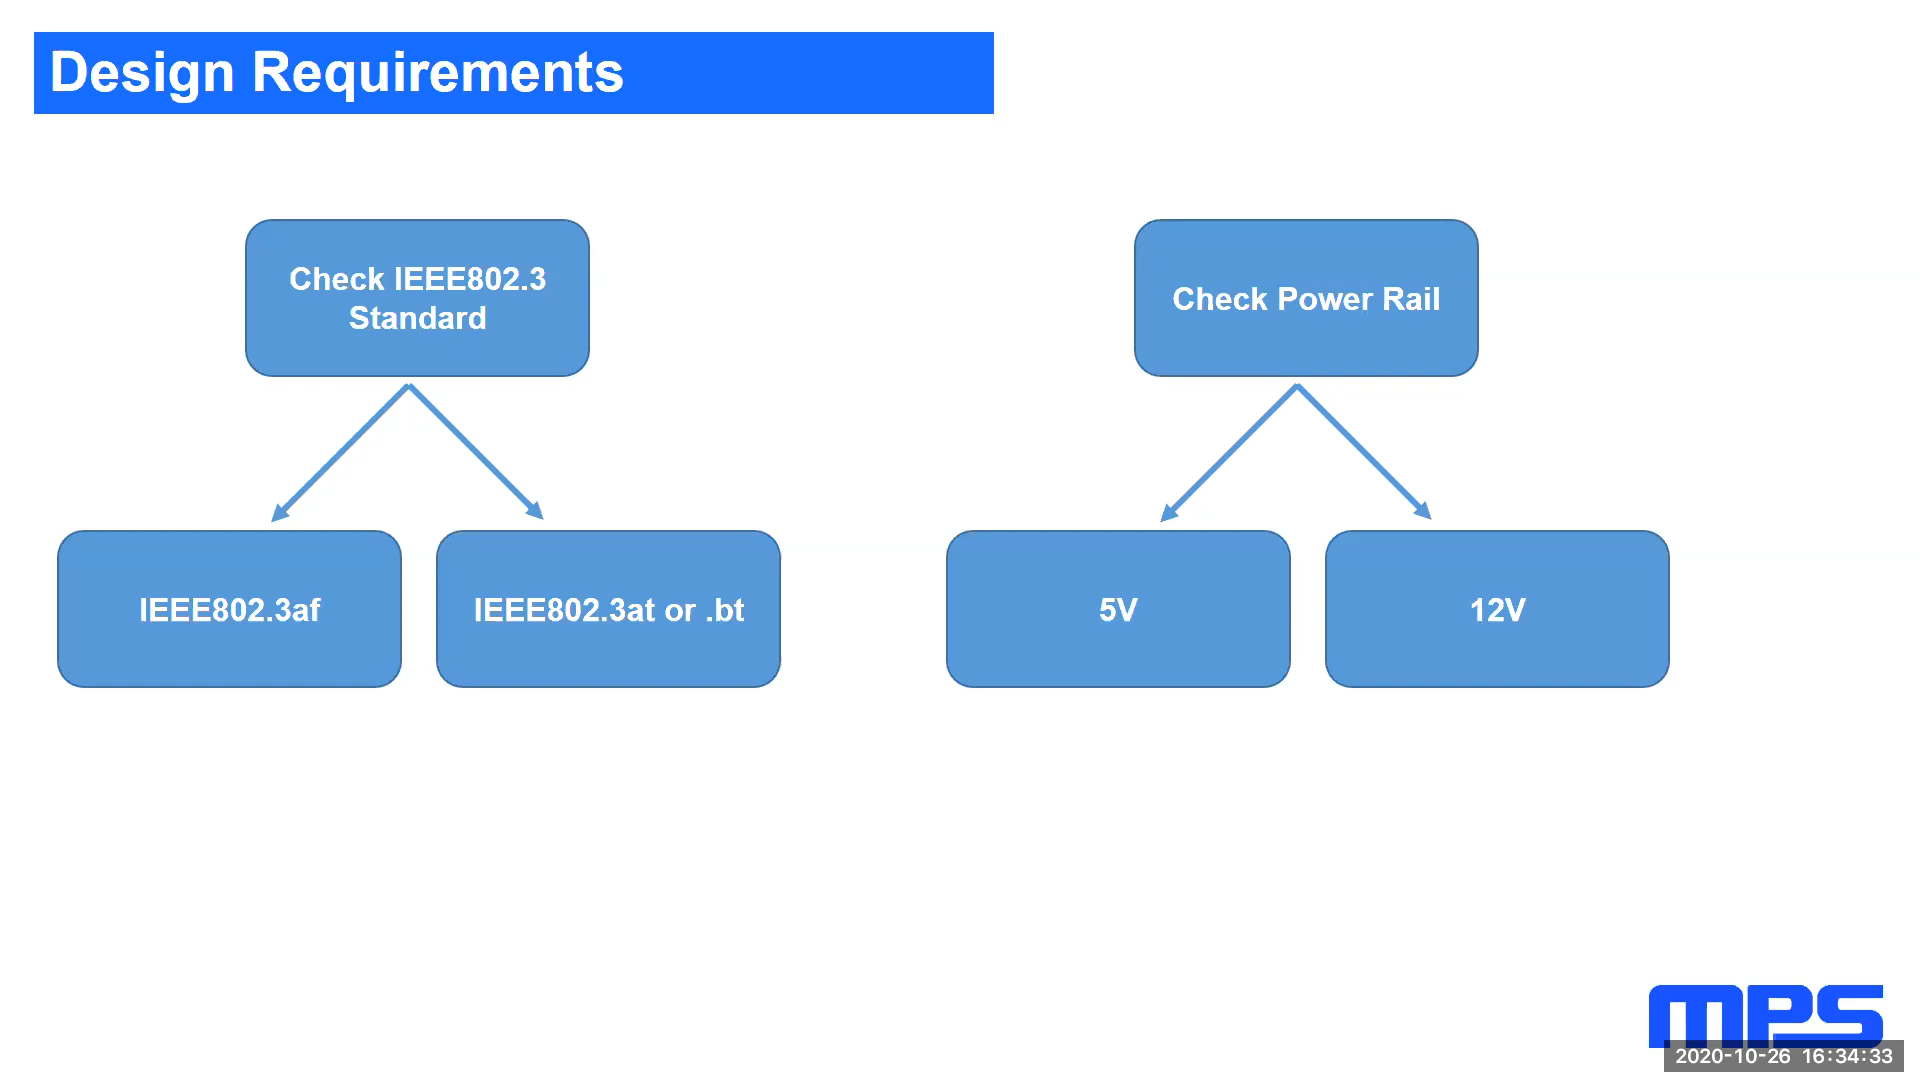 Design Requirements
Check IEEE802.3
Standard
Check Power Rail
IEEE802.3af
IEEE802.3at or .bt
5V
12V
mPS
2020-10-26 16:34:33